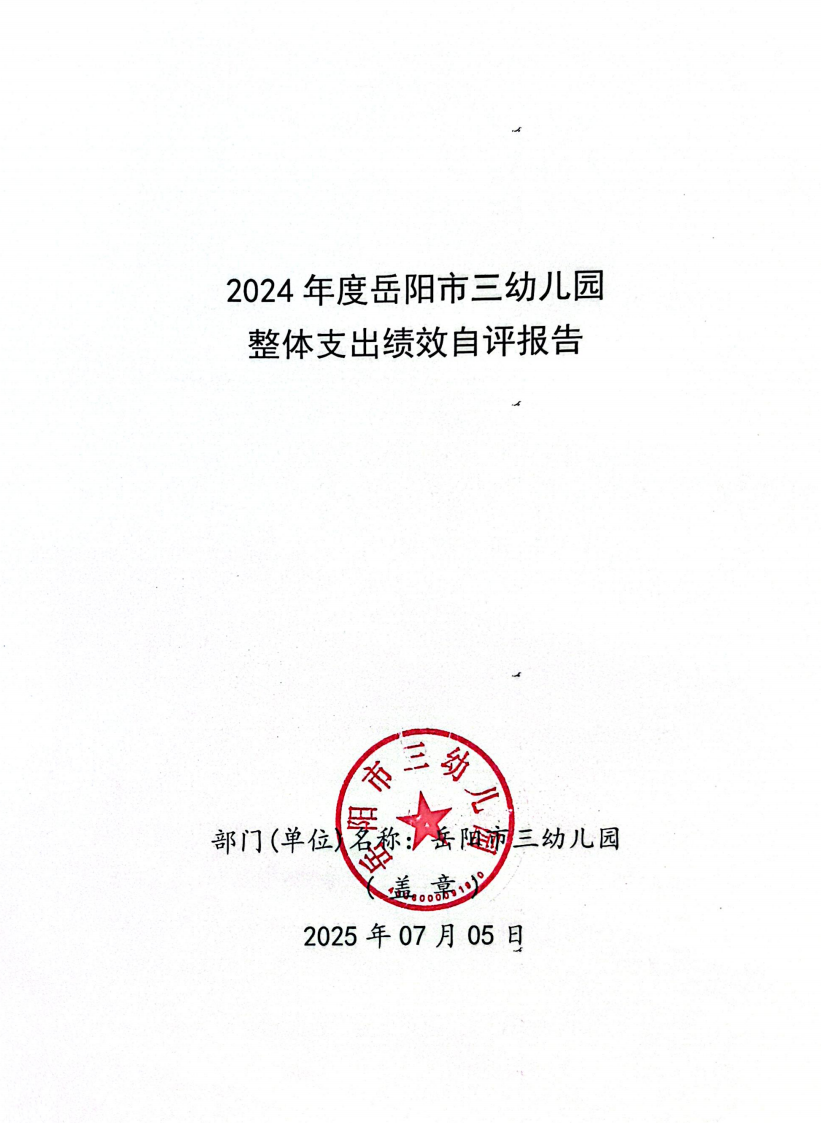 2024 年度岳阳市三幼儿园
整体支出绩效自评报告
岳阳市三幼儿园
部门(单位)名称: 岳阳市三幼儿园
(盖 章)
2025 年 07 月 05 日